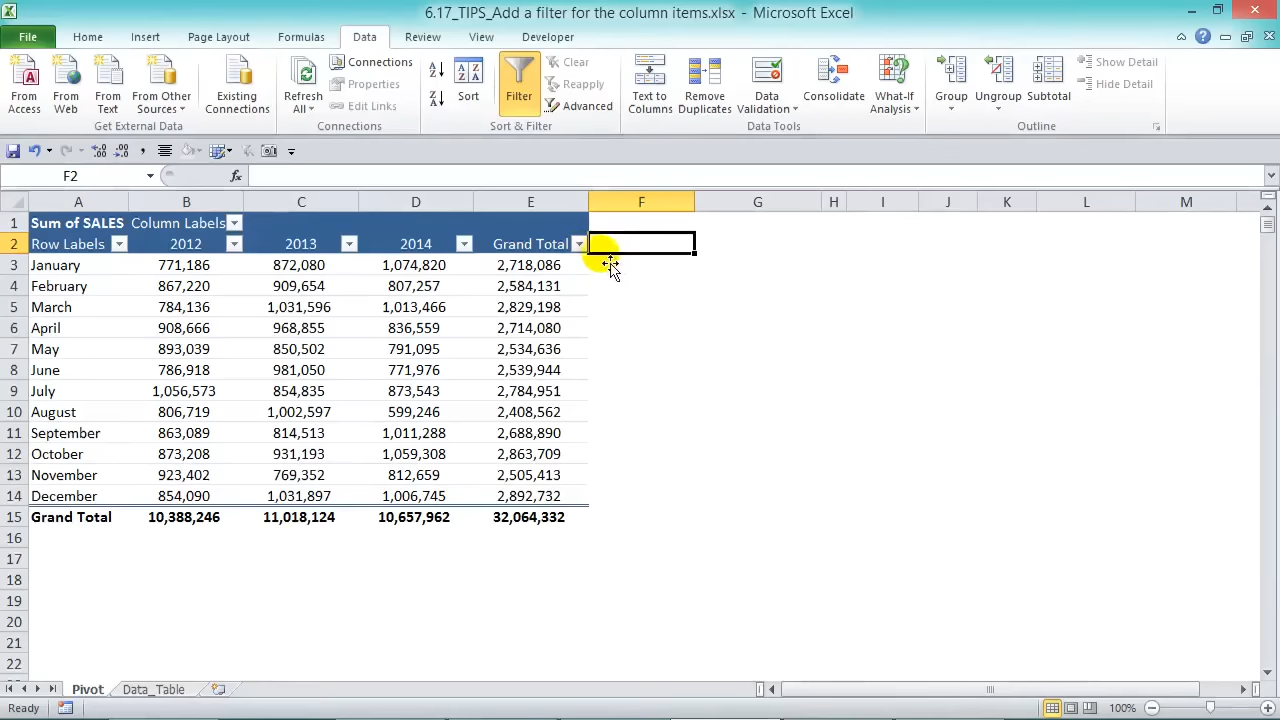 6.17_TIPS_Add a filter for the column items.xlsx - Microsoft Excel
File Home Insert Page Layout Formulas Data Review View Developer
From Access
From Web
From Text
From Other Sources
Existing Connections
Get External Data
Refresh All
Connections
Properties
Edit Links
Connections
Sort
Filter
Clear
Reapply
Advanced
Sort & Filter
Text to Columns
Remove Duplicates
Data Validation
Consolidate
What-If Analysis
Data Tools
Group
Ungroup
Subtotal
Show Detail
Hide Detail
Outline
F2 fx
A B C D E F G H I J K L M
1 Sum of SALES Column Labels
2 Row Labels 2012 2013 2014 Grand Total
3 January 771,186 872,080 1,074,820 2,718,086
4 February 867,220 909,654 807,257 2,584,131
5 March 784,136 1,031,596 1,013,466 2,829,198
6 April 908,666 968,855 836,559 2,714,080
7 May 893,039 850,502 791,095 2,534,636
8 June 786,918 981,050 771,976 2,539,944
9 July 1,056,573 854,835 873,543 2,784,951
10 August 806,719 1,002,597 599,246 2,408,562
11 September 863,089 814,513 1,011,288 2,688,890
12 October 873,208 931,193 1,059,308 2,863,709
13 November 923,402 769,352 812,659 2,505,413
14 December 854,090 1,031,897 1,006,745 2,892,732
15 Grand Total 10,388,246 11,018,124 10,657,962 32,064,332
16
17
18
19
20
21
22
Pivot Data_Table
Ready 100%